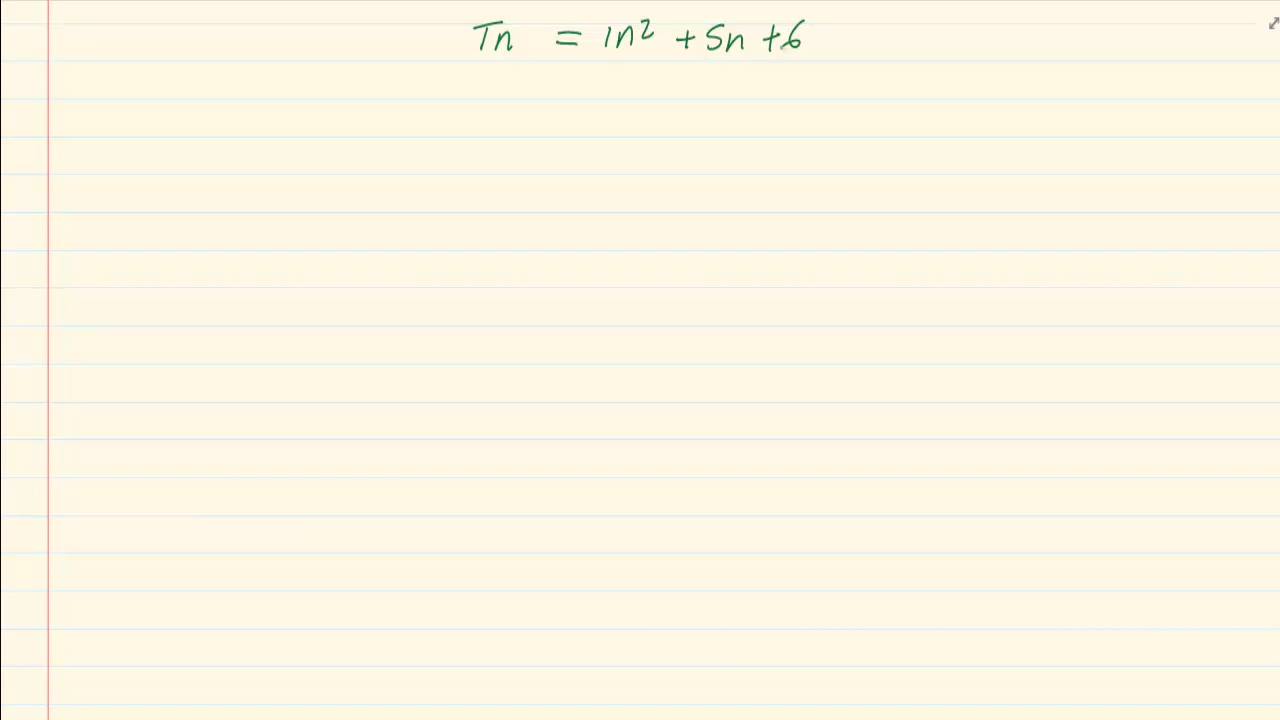 Tn = 1n² + 5n + 6